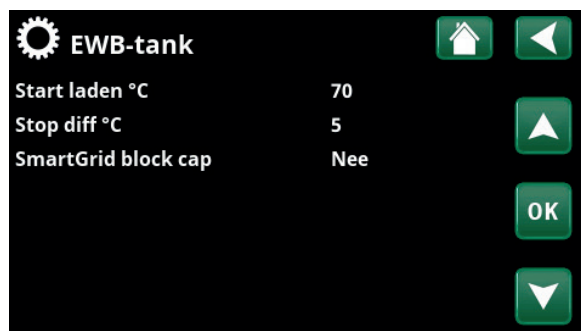 EWB-tank
Start laden °C 70
Stop diff °C 5
SmartGrid block cap Nee
OK